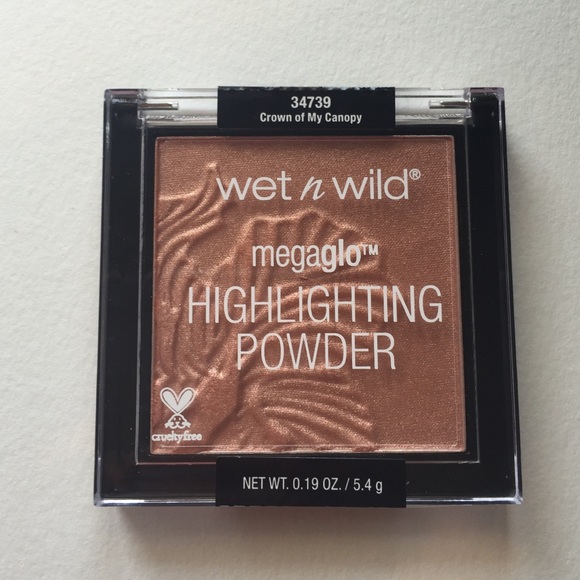 34739
Crown of My Canopy
wet n wild®
megaglo™
HIGHLIGHTING
POWDER
crueltyfree
NET WT. 0.19 OZ. / 5.4 g